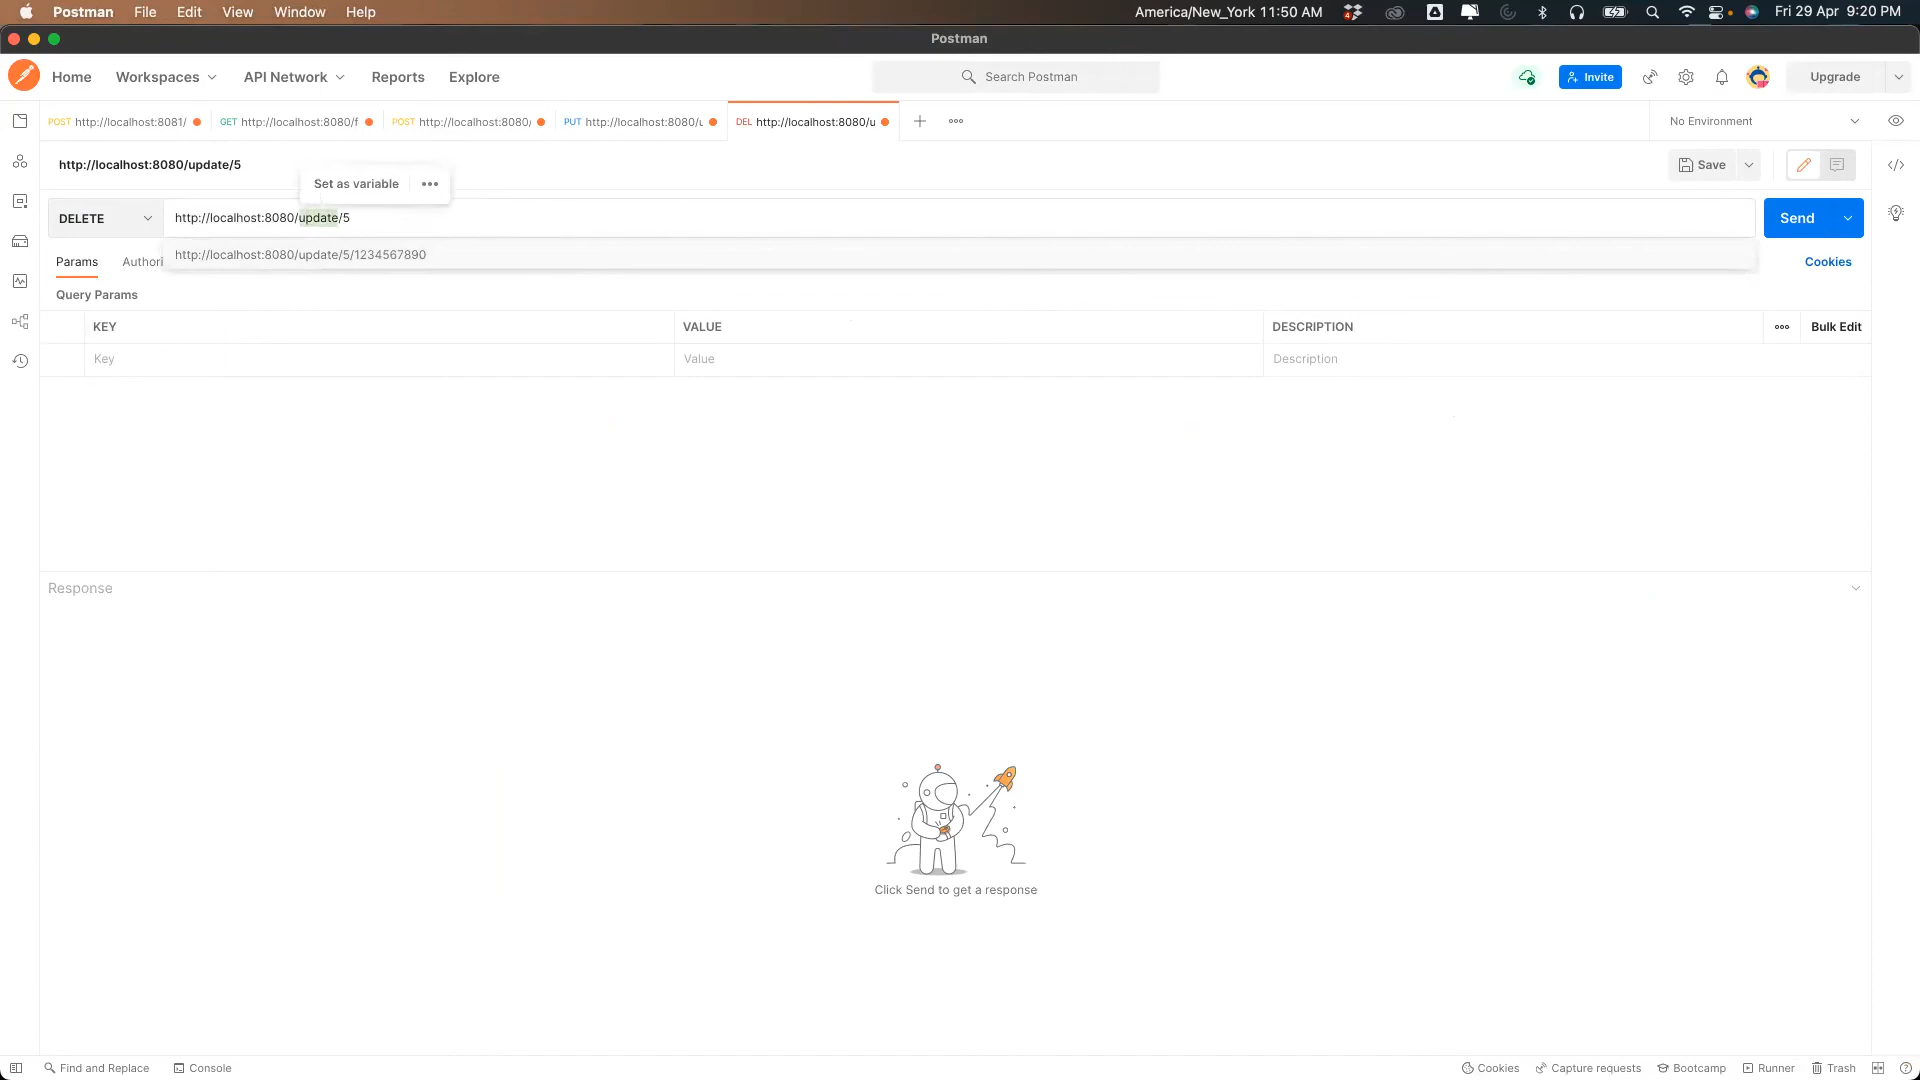 Postman File Edit View Window Help America/New_York 11:50 AM Fri 29 Apr 9:20 PM
Postman
Home Workspaces API Network Reports Explore Search Postman Invite Upgrade
POST http://localhost:8081/ GET http://localhost:8080/f POST http://localhost:8080/ PUT http://localhost:8080/u DEL http://localhost:8080/u No Environment
http://localhost:8080/update/5 Save
Set as variable
DELETE http://localhost:8080/update/5 Send
http://localhost:8080/update/5/1234567890
Params Authori Cookies
Query Params
KEY VALUE DESCRIPTION Bulk Edit
Key Value Description
Response
Click Send to get a response
Find and Replace Console Cookies Capture requests Bootcamp Runner Trash